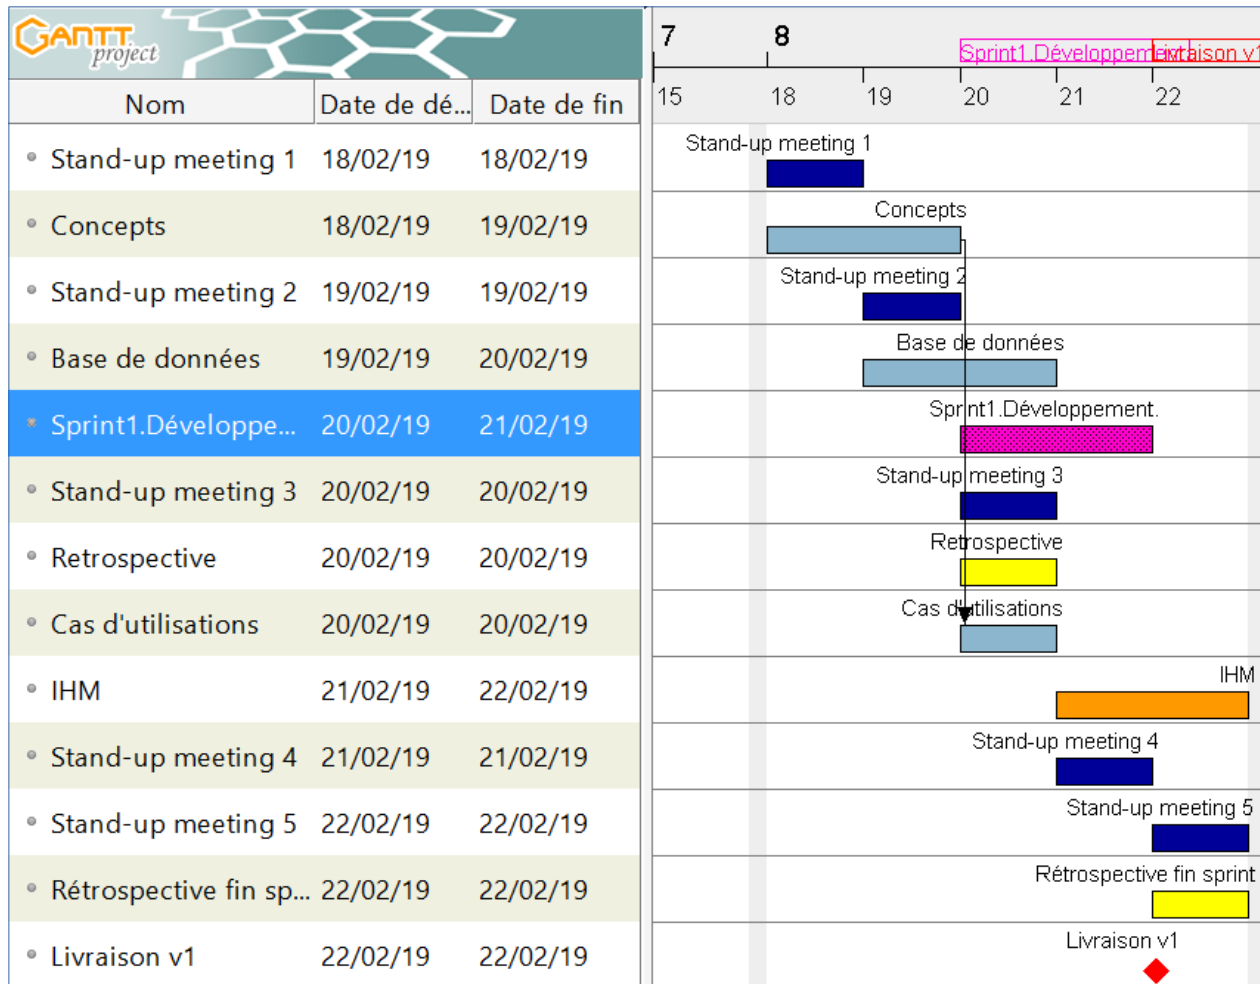 GANTT
project
7
8
Sprint1.Développement.
Livraison v1
Nom
Date de dé...
Date de fin
15
18
19
20
21
22
Stand-up meeting 1 18/02/19 18/02/19
Stand-up meeting 1
Concepts 18/02/19 19/02/19
Concepts
Stand-up meeting 2 19/02/19 19/02/19
Stand-up meeting 2
Base de données 19/02/19 20/02/19
Base de données
Sprint1.Développe... 20/02/19 21/02/19
Sprint1.Développement.
Stand-up meeting 3 20/02/19 20/02/19
Stand-up meeting 3
Retrospective 20/02/19 20/02/19
Retrospective
Cas d'utilisations 20/02/19 20/02/19
Cas d'utilisations
IHM 21/02/19 22/02/19
IHM
Stand-up meeting 4 21/02/19 21/02/19
Stand-up meeting 4
Stand-up meeting 5 22/02/19 22/02/19
Stand-up meeting 5
Rétrospective fin sp... 22/02/19 22/02/19
Rétrospective fin sprint
Livraison v1 22/02/19 22/02/19
Livraison v1